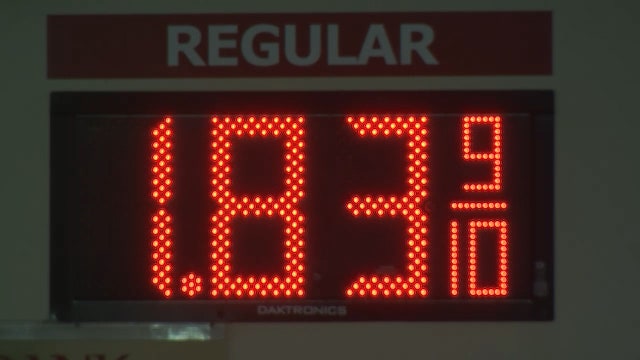 REGULAR
1.83 9/10
DAKTRONICS